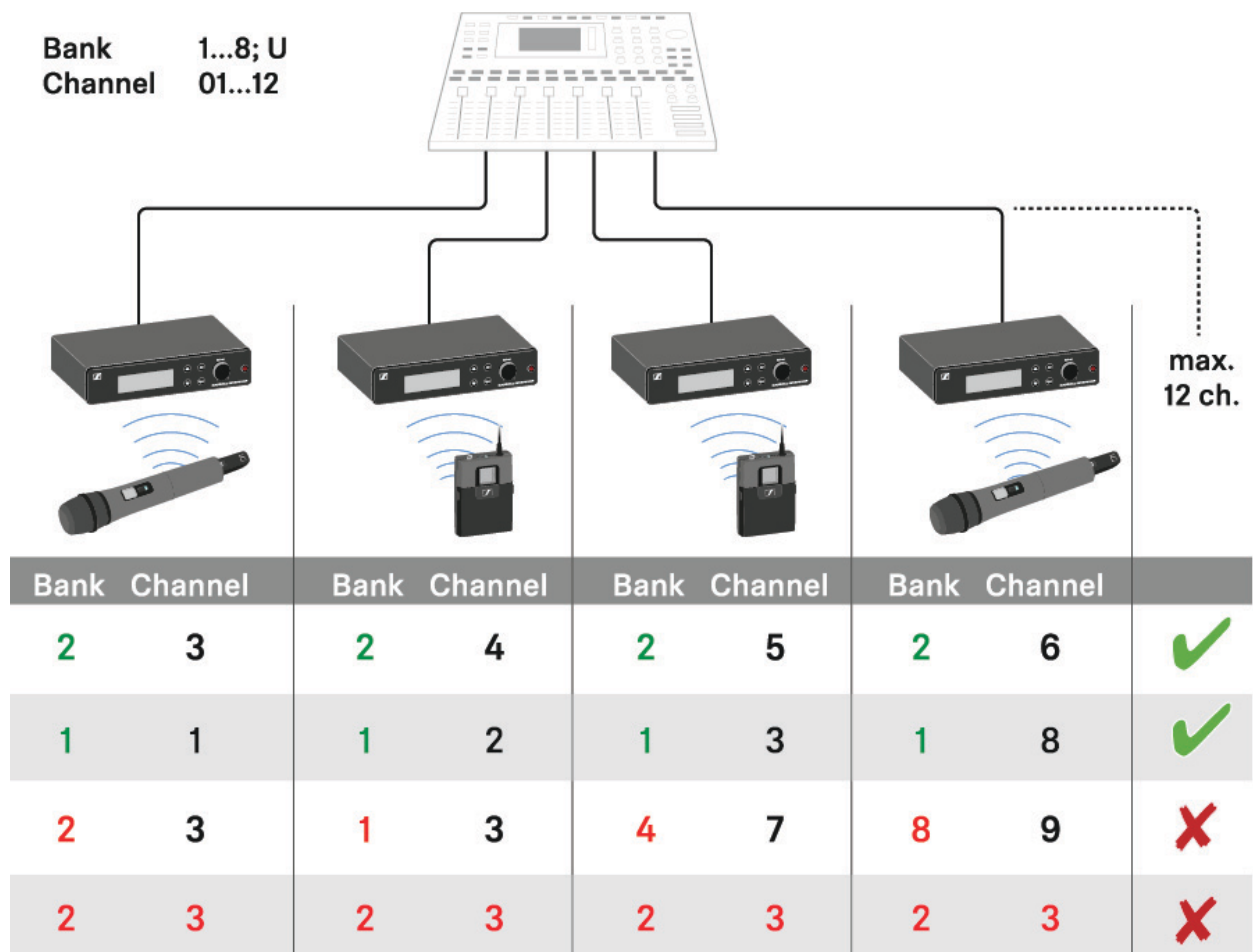 Bank 1...8; U
Channel 01...12
max.
12 ch.
Bank Channel Bank Channel Bank Channel Bank Channel
2 3 2 4 2 5 2 6
1 1 1 2 1 3 1 8
2 3 1 3 4 7 8 9
2 3 2 3 2 3 2 3